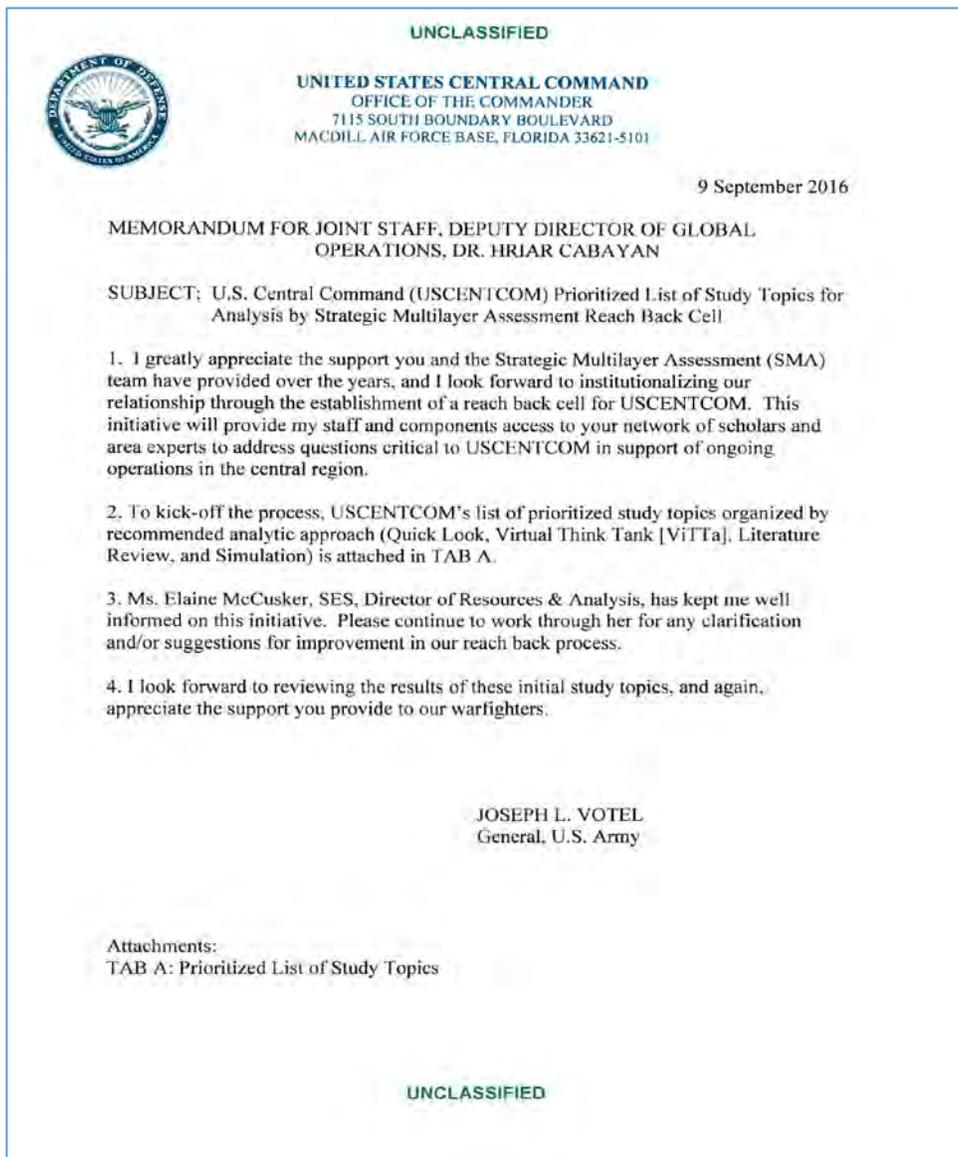 UNCLASSIFIED
DEPARTMENT OF DEFENSE
UNITED STATES OF AMERICA
UNITED STATES CENTRAL COMMAND
OFFICE OF THE COMMANDER
7115 SOUTH BOUNDARY BOULEVARD
MACDILL AIR FORCE BASE, FLORIDA 33621-5101
9 September 2016
MEMORANDUM FOR JOINT STAFF, DEPUTY DIRECTOR OF GLOBAL
OPERATIONS, DR. HRIAR CABAYAN
SUBJECT: U.S. Central Command (USCENTCOM) Prioritized List of Study Topics for
Analysis by Strategic Multilayer Assessment Reach Back Cell
1. I greatly appreciate the support you and the Strategic Multilayer Assessment (SMA)
team have provided over the years, and I look forward to institutionalizing our
relationship through the establishment of a reach back cell for USCENTCOM. This
initiative will provide my staff and components access to your network of scholars and
area experts to address questions critical to USCENTCOM in support of ongoing
operations in the central region.
2. To kick-off the process, USCENTCOM's list of prioritized study topics organized by
recommended analytic approach (Quick Look, Virtual Think Tank [ViTTa], Literature
Review, and Simulation) is attached in TAB A.
3. Ms. Elaine McCusker, SES, Director of Resources & Analysis, has kept me well
informed on this initiative. Please continue to work through her for any clarification
and/or suggestions for improvement in our reach back process.
4. I look forward to reviewing the results of these initial study topics, and again,
appreciate the support you provide to our warfighters.
JOSEPH L. VOTEL
General, U.S. Army
Attachments:
TAB A: Prioritized List of Study Topics
UNCLASSIFIED